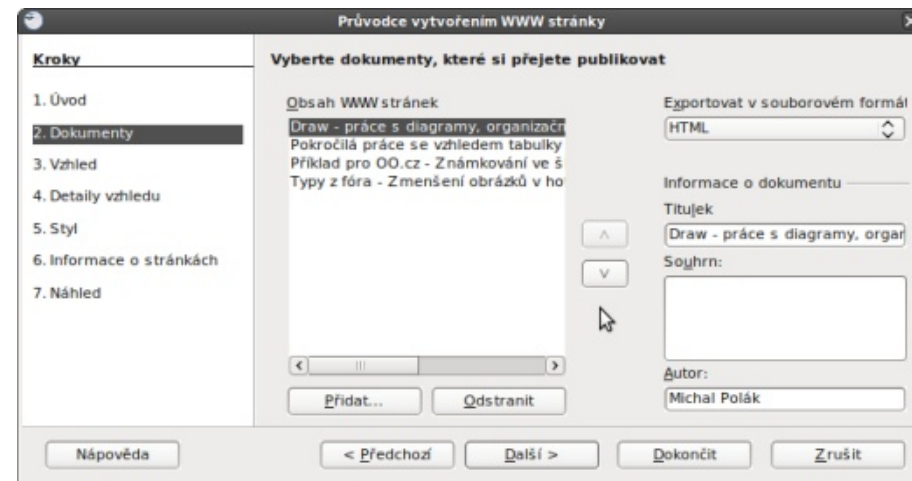 Průvodce vytvořením WWW stránky
Kroky
1. Úvod
2. Dokumenty
3. Vzhled
4. Detaily vzhledu
5. Styl
6. Informace o stránkách
7. Náhled
Vyberte dokumenty, které si přejete publikovat
Obsah WWW stránek
Draw - práce s diagramy, organizačn
Pokročilá práce se vzhledem tabulky
Příklad pro OO.cz - Známkování ve š
Typy z fóra - Zmenšení obrázků v ho
Přidat...
Odstranit
Exportovat v souborovém formát
HTML
Informace o dokumentu
Titulek
Draw - práce s diagramy, organ
Souhrn:
Autor:
Michal Polák
Nápověda
< Předchozí
Další >
Dokončit
Zrušit